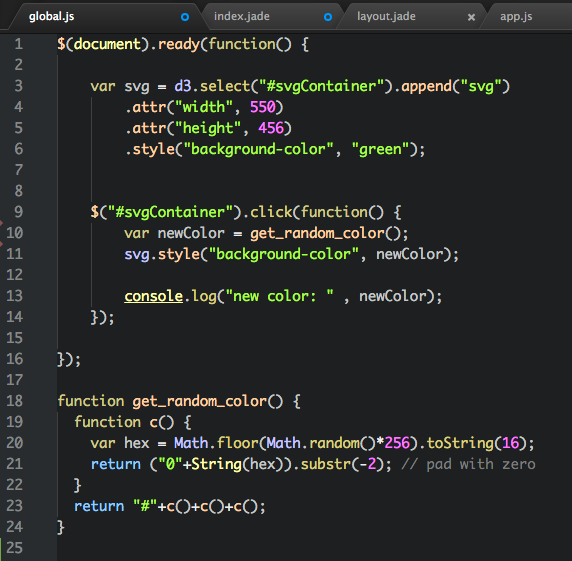 global.js index.jade layout.jade × app.js
1 $(document).ready(function() {
2
3     var svg = d3.select("#svgContainer").append("svg")
4         .attr("width", 550)
5         .attr("height", 456)
6         .style("background-color", "green");
7
8
9     $("#svgContainer").click(function() {
10         var newColor = get_random_color();
11         svg.style("background-color", newColor);
12
13         console.log("new color: " , newColor);
14     });
15
16 });
17
18 function get_random_color() {
19   function c() {
20     var hex = Math.floor(Math.random()*256).toString(16);
21     return ("0"+String(hex)).substr(-2); // pad with zero
22   }
23   return "#"+c()+c()+c();
24 }
25